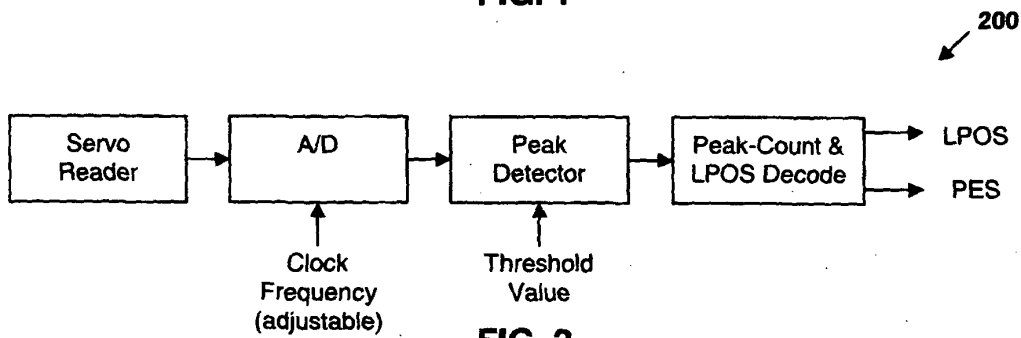 200
Servo
Reader
A/D
Peak
Detector
Peak-Count &
LPOS Decode
LPOS
PES
Clock
Frequency
(adjustable)
Threshold
Value